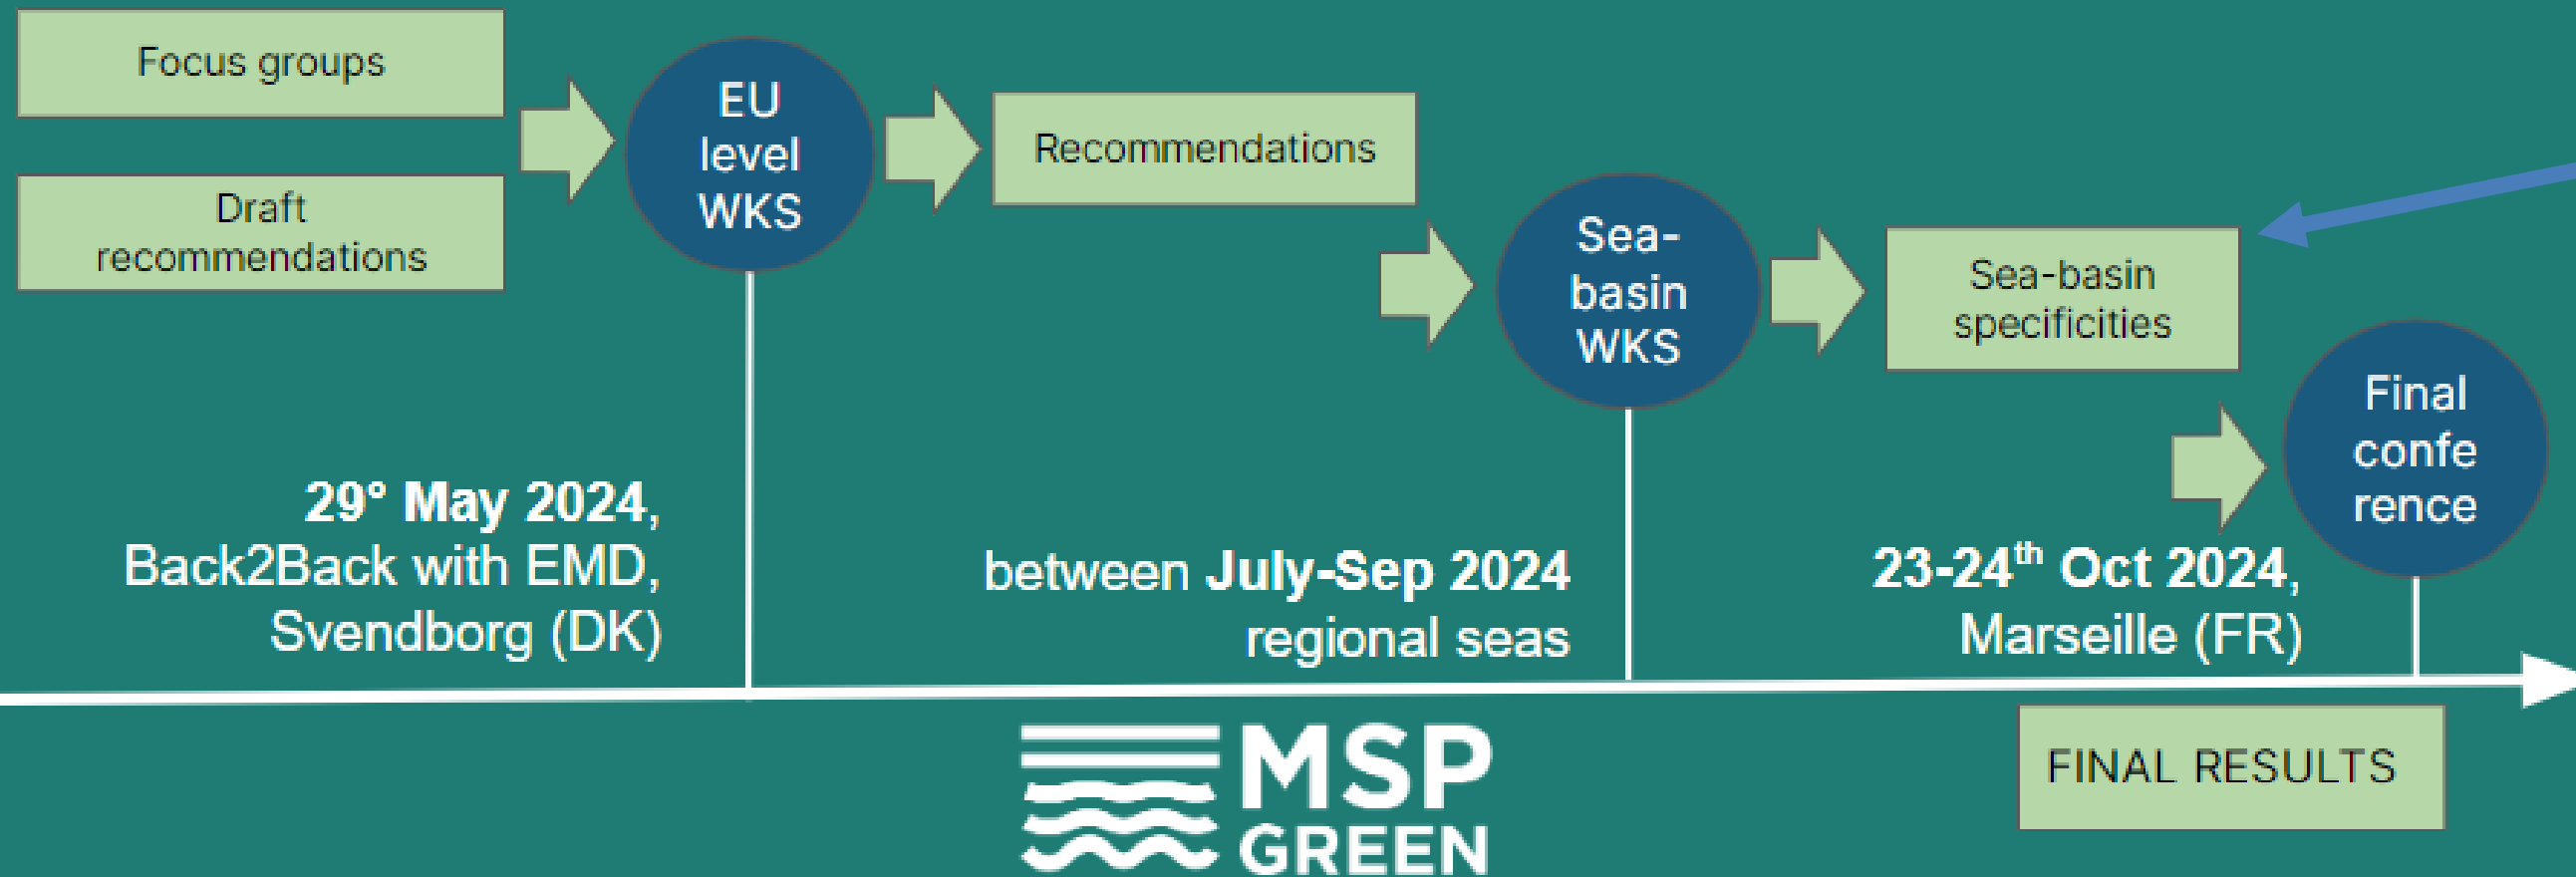 Focus groups
Draft
recommendations
EU
level
WKS
Recommendations
Sea-
basin
WKS
Sea-basin
specificities
Final
confe
rence
29° May 2024,
Back2Back with EMD,
Svendborg (DK)
between July-Sep 2024
regional seas
23-24th Oct 2024,
Marseille (FR)
MSP
GREEN
FINAL RESULTS